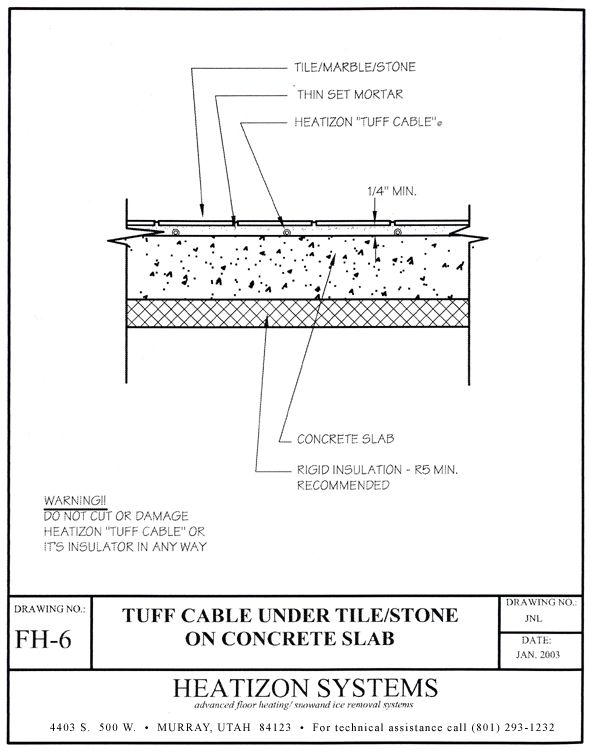 TILE/MARBLE/STONE
THIN SET MORTAR
HEATIZON "TUFF CABLE"®
1/4" MIN.
CONCRETE SLAB
RIGID INSULATION - R5 MIN.
RECOMMENDED
WARNING!!
DO NOT CUT OR DAMAGE
HEATIZON "TUFF CABLE" OR
IT'S INSULATOR IN ANY WAY
DRAWING NO.:
FH-6
TUFF CABLE UNDER TILE/STONE
ON CONCRETE SLAB
DRAWING NO.:
JNL
DATE:
JAN. 2003
HEATIZON SYSTEMS
advanced floor heating/ snowand ice removal systems
4403 S. 500 W. • MURRAY, UTAH 84123 • For technical assistance call (801) 293-1232